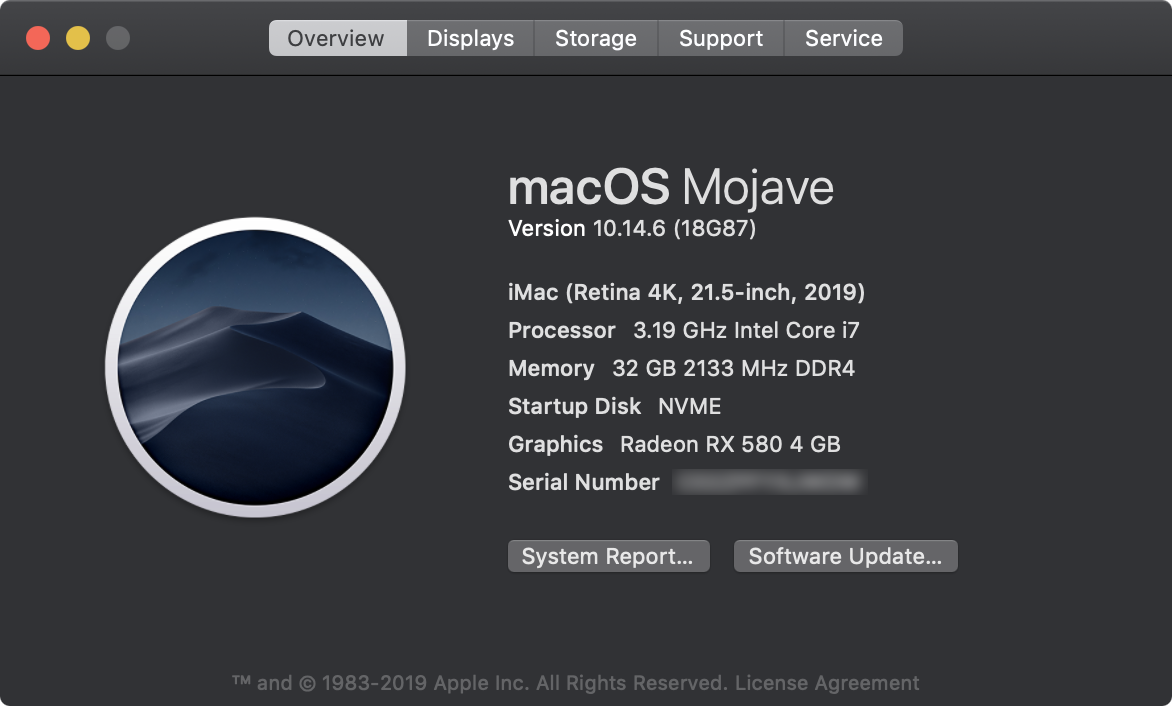 Overview Displays Storage Support Service
macOS Mojave
Version 10.14.6 (18G87)
iMac (Retina 4K, 21.5-inch, 2019)
Processor 3.19 GHz Intel Core i7
Memory 32 GB 2133 MHz DDR4
Startup Disk NVME
Graphics Radeon RX 580 4 GB
Serial Number
System Report... Software Update...
™ and © 1983-2019 Apple Inc. All Rights Reserved. License Agreement